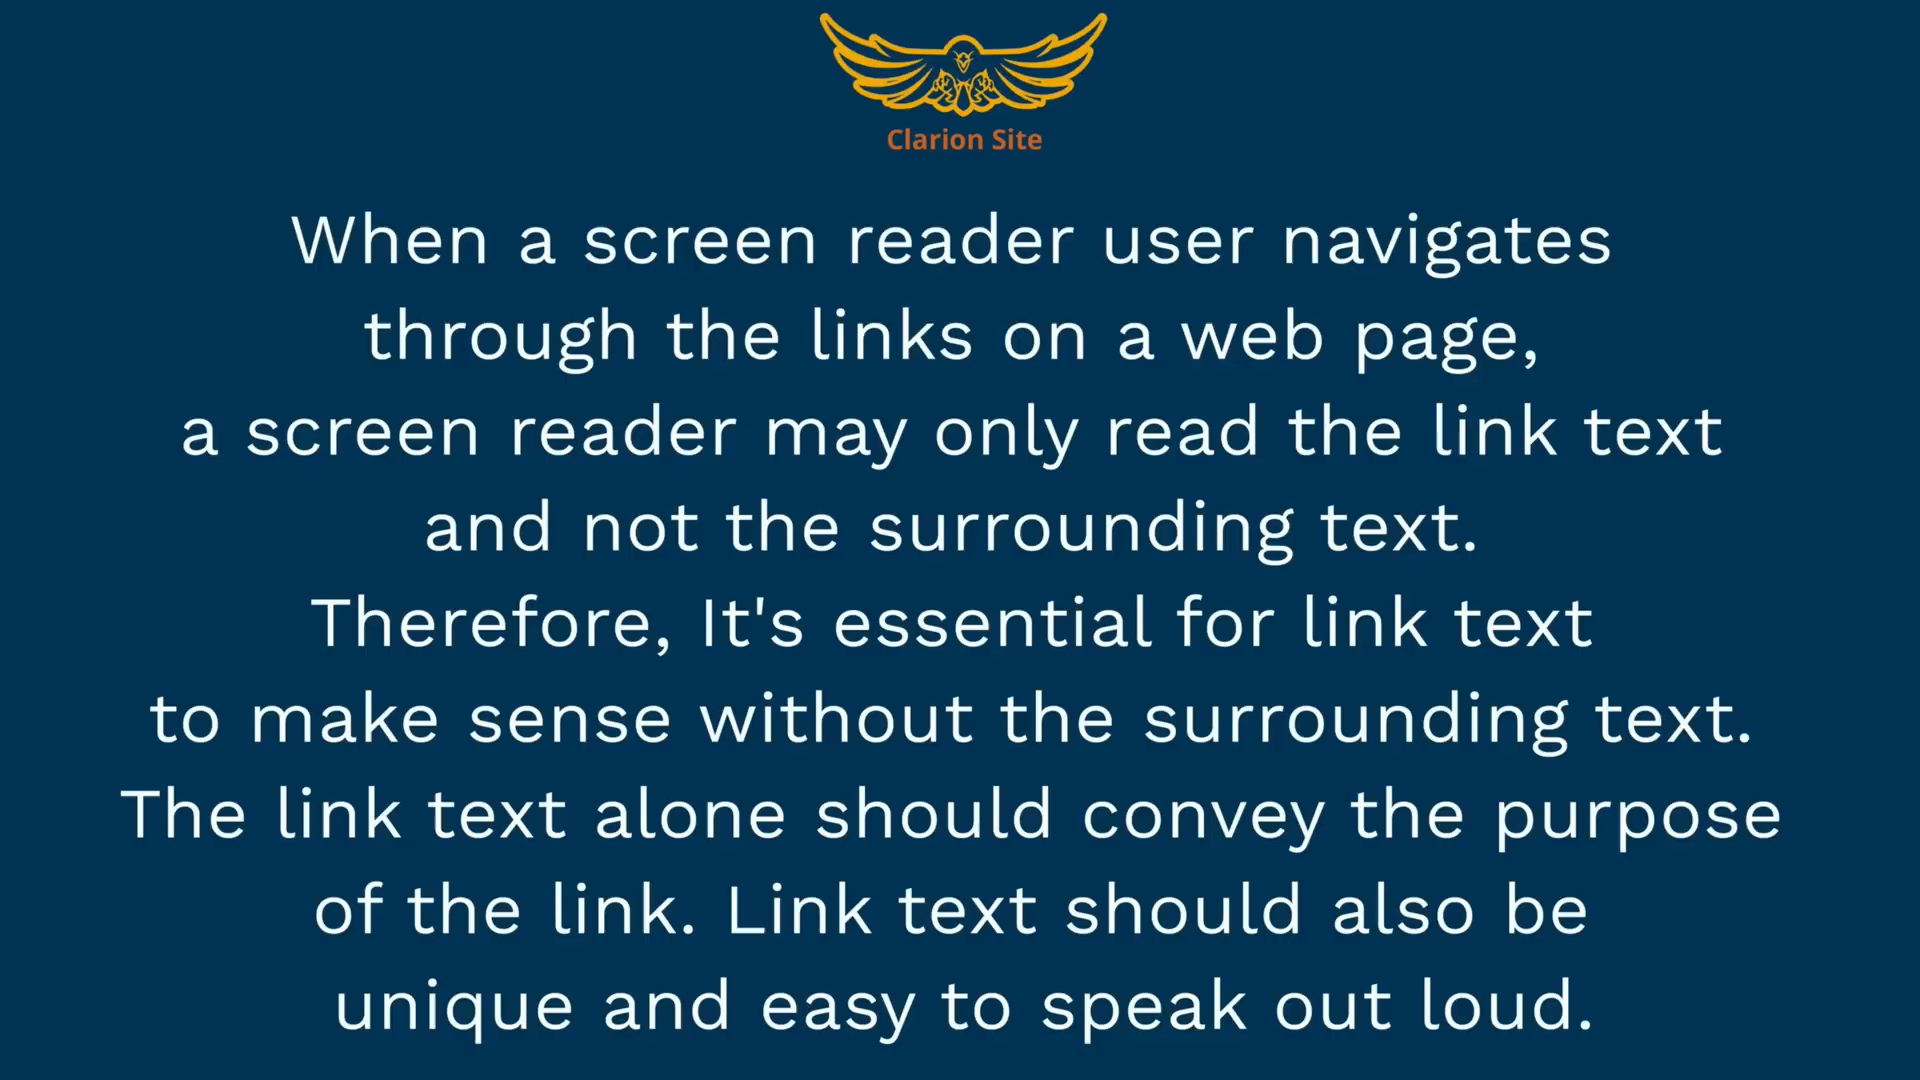 Clarion Site
When a screen reader user navigates
through the links on a web page,
a screen reader may only read the link text
and not the surrounding text.
Therefore, It's essential for link text
to make sense without the surrounding text.
The link text alone should convey the purpose
of the link. Link text should also be
unique and easy to speak out loud.